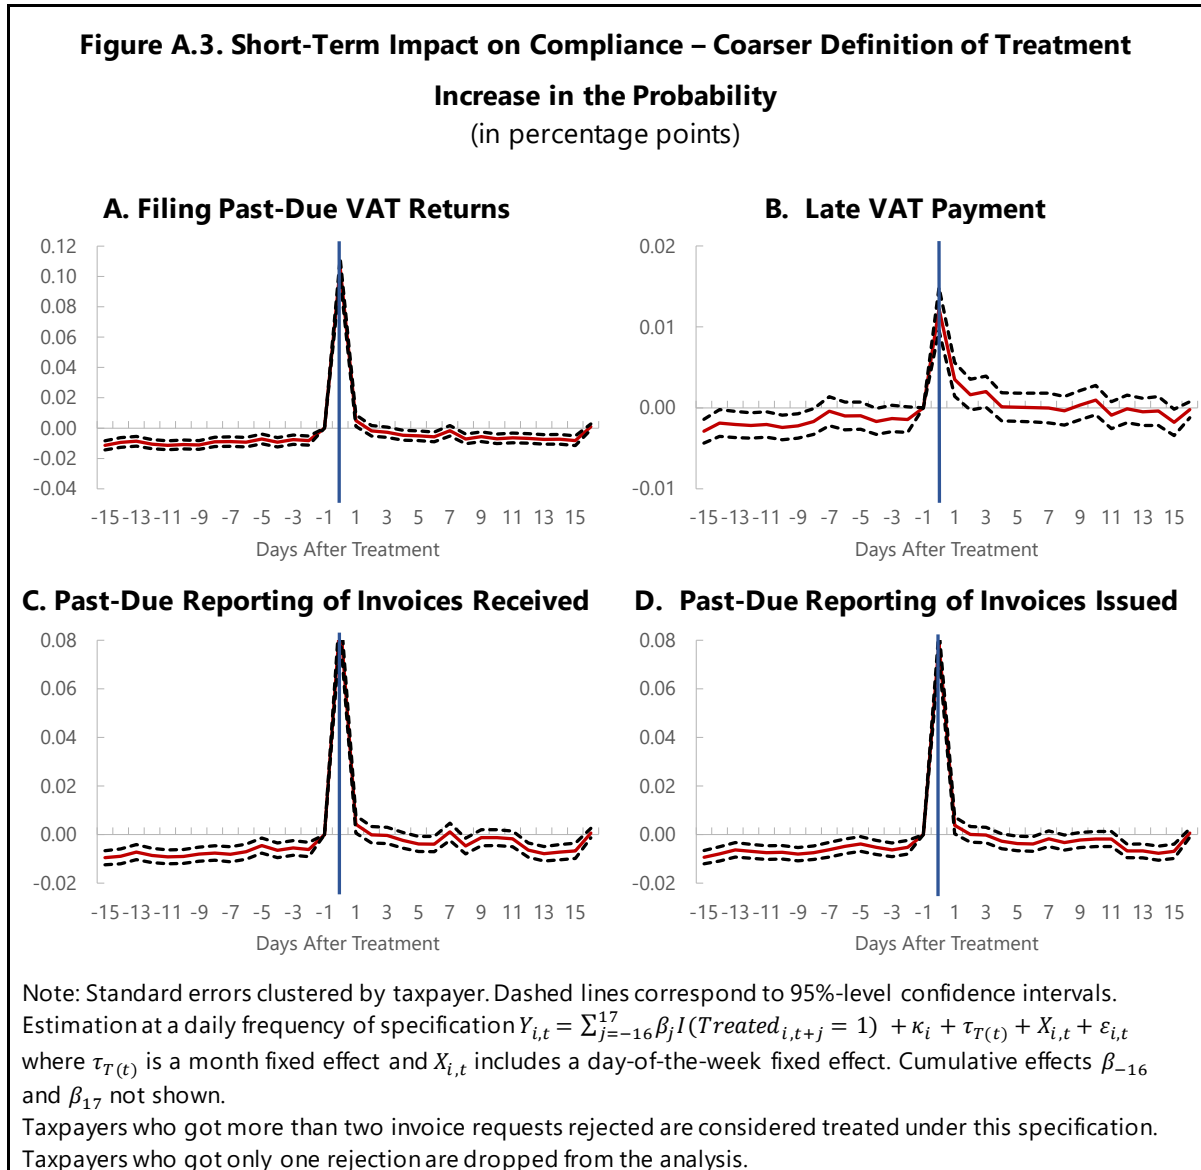 Figure A.3. Short-Term Impact on Compliance – Coarser Definition of Treatment
Increase in the Probability
(in percentage points)
A. Filing Past-Due VAT Returns
0.12
0.10
0.08
0.06
0.04
0.02
0.00
-0.02
-0.04
-15 -13 -11 -9 -7 -5 -3 -1 1 3 5 7 9 11 13 15
Days After Treatment
B. Late VAT Payment
0.02
0.01
0.00
-0.01
-15 -13 -11 -9 -7 -5 -3 -1 1 3 5 7 9 11 13 15
Days After Treatment
C. Past-Due Reporting of Invoices Received
0.08
0.06
0.04
0.02
0.00
-0.02
-15 -13 -11 -9 -7 -5 -3 -1 1 3 5 7 9 11 13 15
Days After Treatment
D. Past-Due Reporting of Invoices Issued
0.08
0.06
0.04
0.02
0.00
-0.02
-15 -13 -11 -9 -7 -5 -3 -1 1 3 5 7 9 11 13 15
Days After Treatment
Note: Standard errors clustered by taxpayer. Dashed lines correspond to 95%-level confidence intervals.
Estimation at a daily frequency of specification $Y_{i,t} = \sum_{j=-16}^{17} \beta_j I(Treated_{i,t+j} = 1) + \kappa_i + \tau_{T(t)} + X_{i,t} + \varepsilon_{i,t}$
where $\tau_{T(t)}$ is a month fixed effect and $X_{i,t}$ includes a day-of-the-week fixed effect. Cumulative effects $\beta_{-16}$
and $\beta_{17}$ not shown.
Taxpayers who got more than two invoice requests rejected are considered treated under this specification.
Taxpayers who got only one rejection are dropped from the analysis.